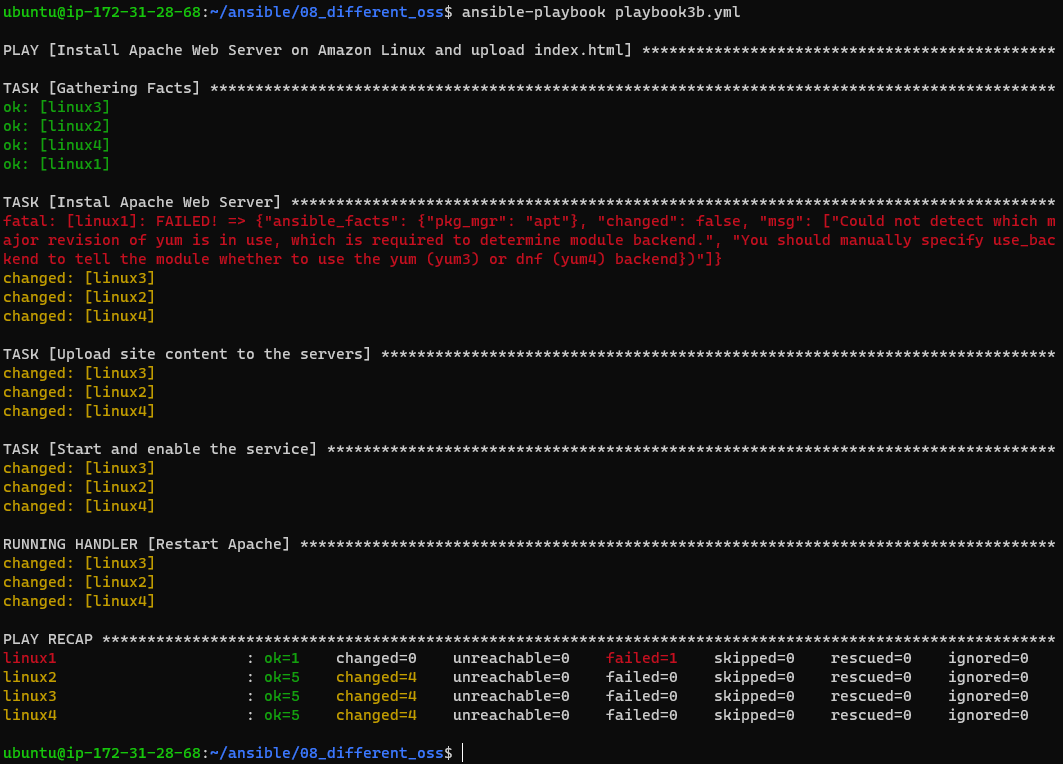 ubuntu@ip-172-31-28-68:~/ansible/08_different_oss$ ansible-playbook playbook3b.yml
PLAY [Install Apache Web Server on Amazon Linux and upload index.html] **********************************************
TASK [Gathering Facts] **********************************************************************************************
ok: [linux3]
ok: [linux2]
ok: [linux4]
ok: [linux1]
TASK [Instal Apache Web Server] *************************************************************************************
fatal: [linux1]: FAILED! => {"ansible_facts": {"pkg_mgr": "apt"}, "changed": false, "msg": ["Could not detect which m
ajor revision of yum is in use, which is required to determine module backend.", "You should manually specify use_bac
kend to tell the module whether to use the yum (yum3) or dnf (yum4) backend})"]}
changed: [linux3]
changed: [linux2]
changed: [linux4]
TASK [Upload site content to the servers] ***************************************************************************
changed: [linux3]
changed: [linux2]
changed: [linux4]
TASK [Start and enable the service] *********************************************************************************
changed: [linux3]
changed: [linux2]
changed: [linux4]
RUNNING HANDLER [Restart Apache] ************************************************************************************
changed: [linux3]
changed: [linux2]
changed: [linux4]
PLAY RECAP **********************************************************************************************************
linux1                     : ok=1    changed=0    unreachable=0    failed=1    skipped=0    rescued=0    ignored=0
linux2                     : ok=5    changed=4    unreachable=0    failed=0    skipped=0    rescued=0    ignored=0
linux3                     : ok=5    changed=4    unreachable=0    failed=0    skipped=0    rescued=0    ignored=0
linux4                     : ok=5    changed=4    unreachable=0    failed=0    skipped=0    rescued=0    ignored=0
ubuntu@ip-172-31-28-68:~/ansible/08_different_oss$